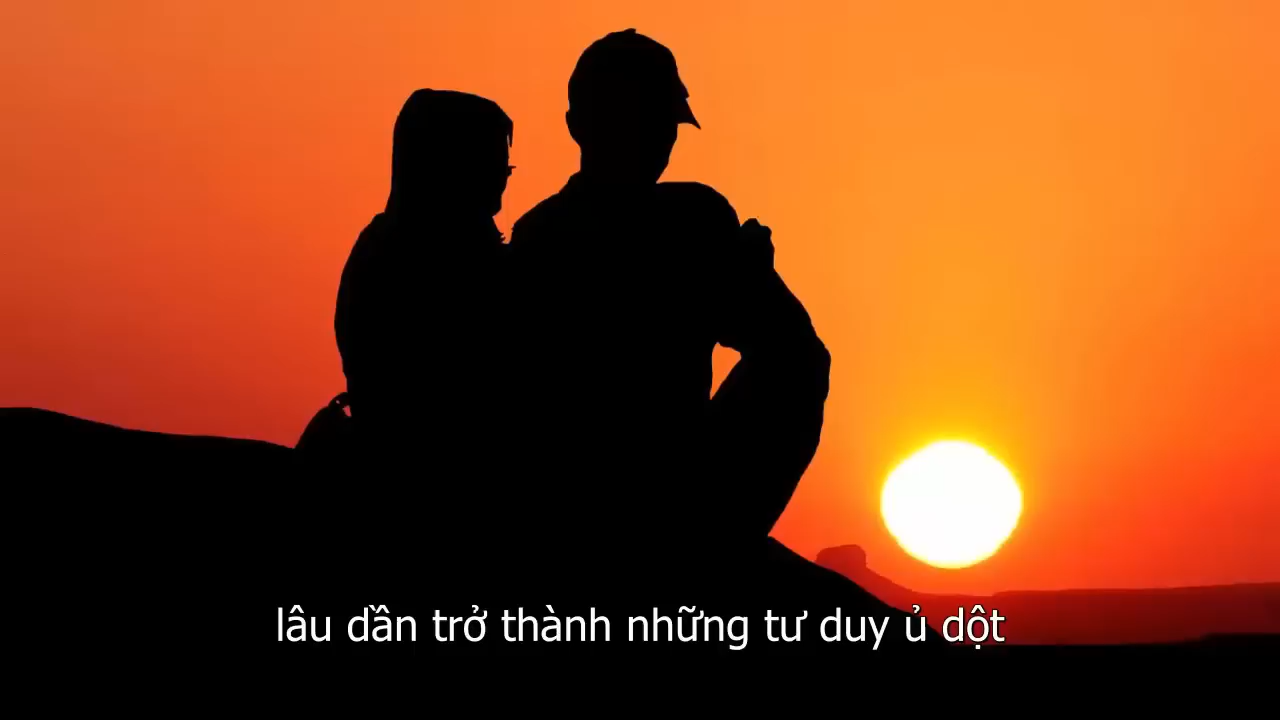 lâu dần trở thành những tư duy ủ dột